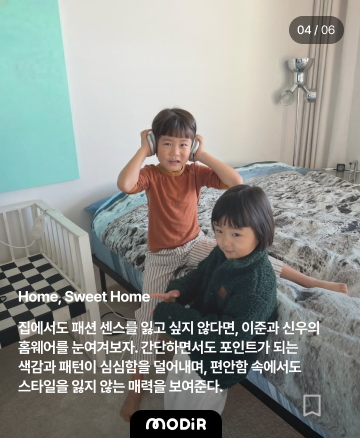 04 / 06
Home, Sweet Home
집에서도 패션 센스를 잃고 싶지 않다면, 이준과 신우의
홈웨어를 눈여겨보자. 간단하면서도 포인트가 되는
색감과 패턴이 심심함을 덜어내며, 편안함 속에서도
스타일을 잃지 않는 매력을 보여준다.
MODiR